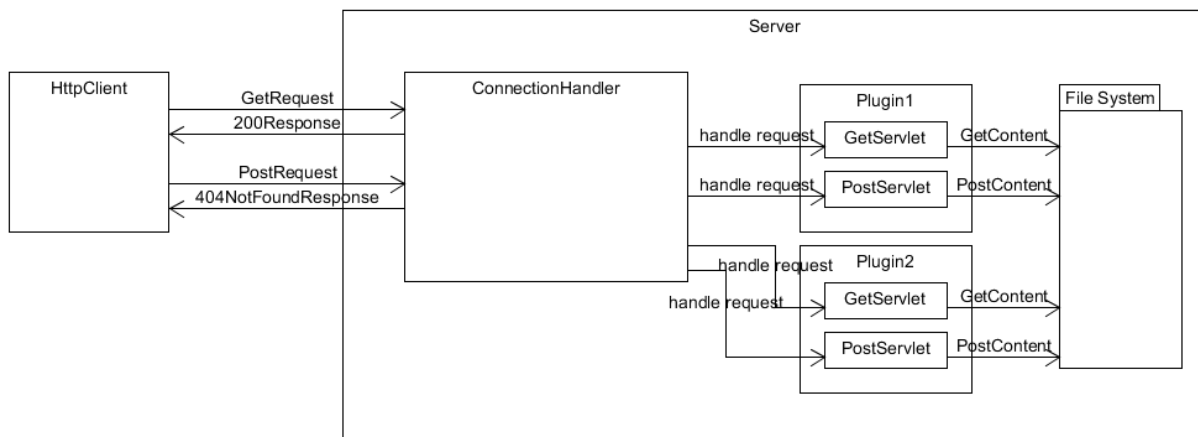 Server
HttpClient
ConnectionHandler
GetRequest
200Response
PostRequest
404NotFoundResponse
Plugin1
File System
handle request
GetServlet
GetContent
handle request
PostServlet
PostContent
Plugin2
handle request
GetServlet
GetContent
handle request
PostServlet
PostContent